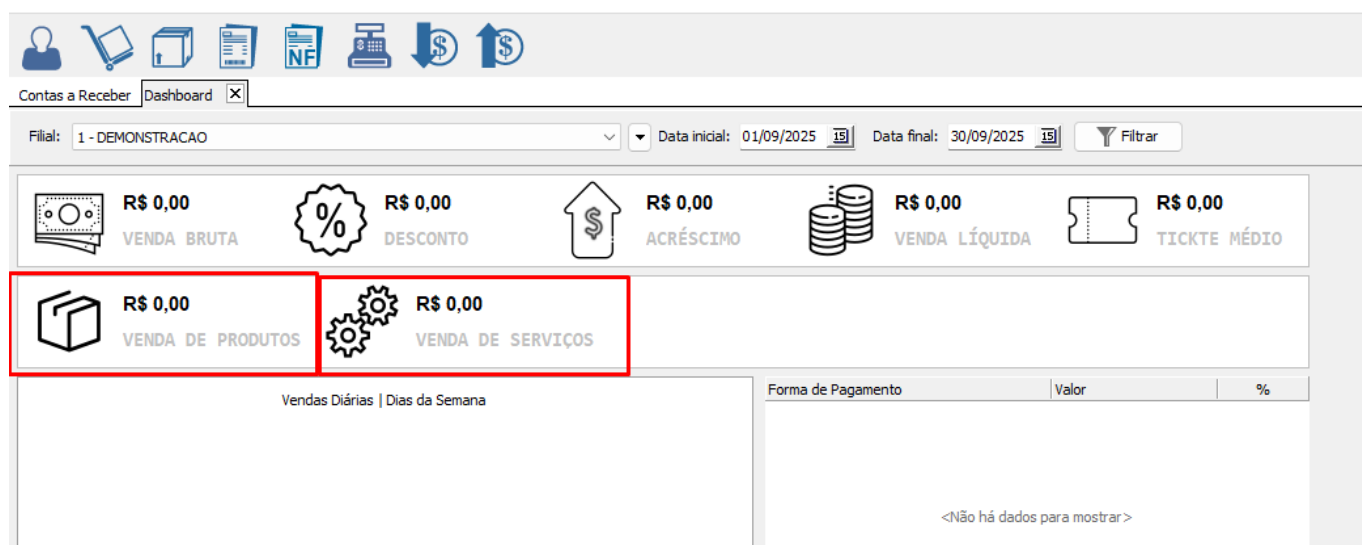 NF
Contas a Receber Dashboard X
Filial: 1 - DEMONSTRACAO Data inicial: 01/09/2025 15 Data final: 30/09/2025 15 Filtrar
R$ 0,00 R$ 0,00 R$ 0,00 R$ 0,00 R$ 0,00
VENDA BRUTA DESCONTO ACRÉSCIMO VENDA LÍQUIDA TICKTE MÉDIO
R$ 0,00 R$ 0,00
VENDA DE PRODUTOS VENDA DE SERVIÇOS
Vendas Diárias | Dias da Semana
Forma de Pagamento Valor %
<Não há dados para mostrar>